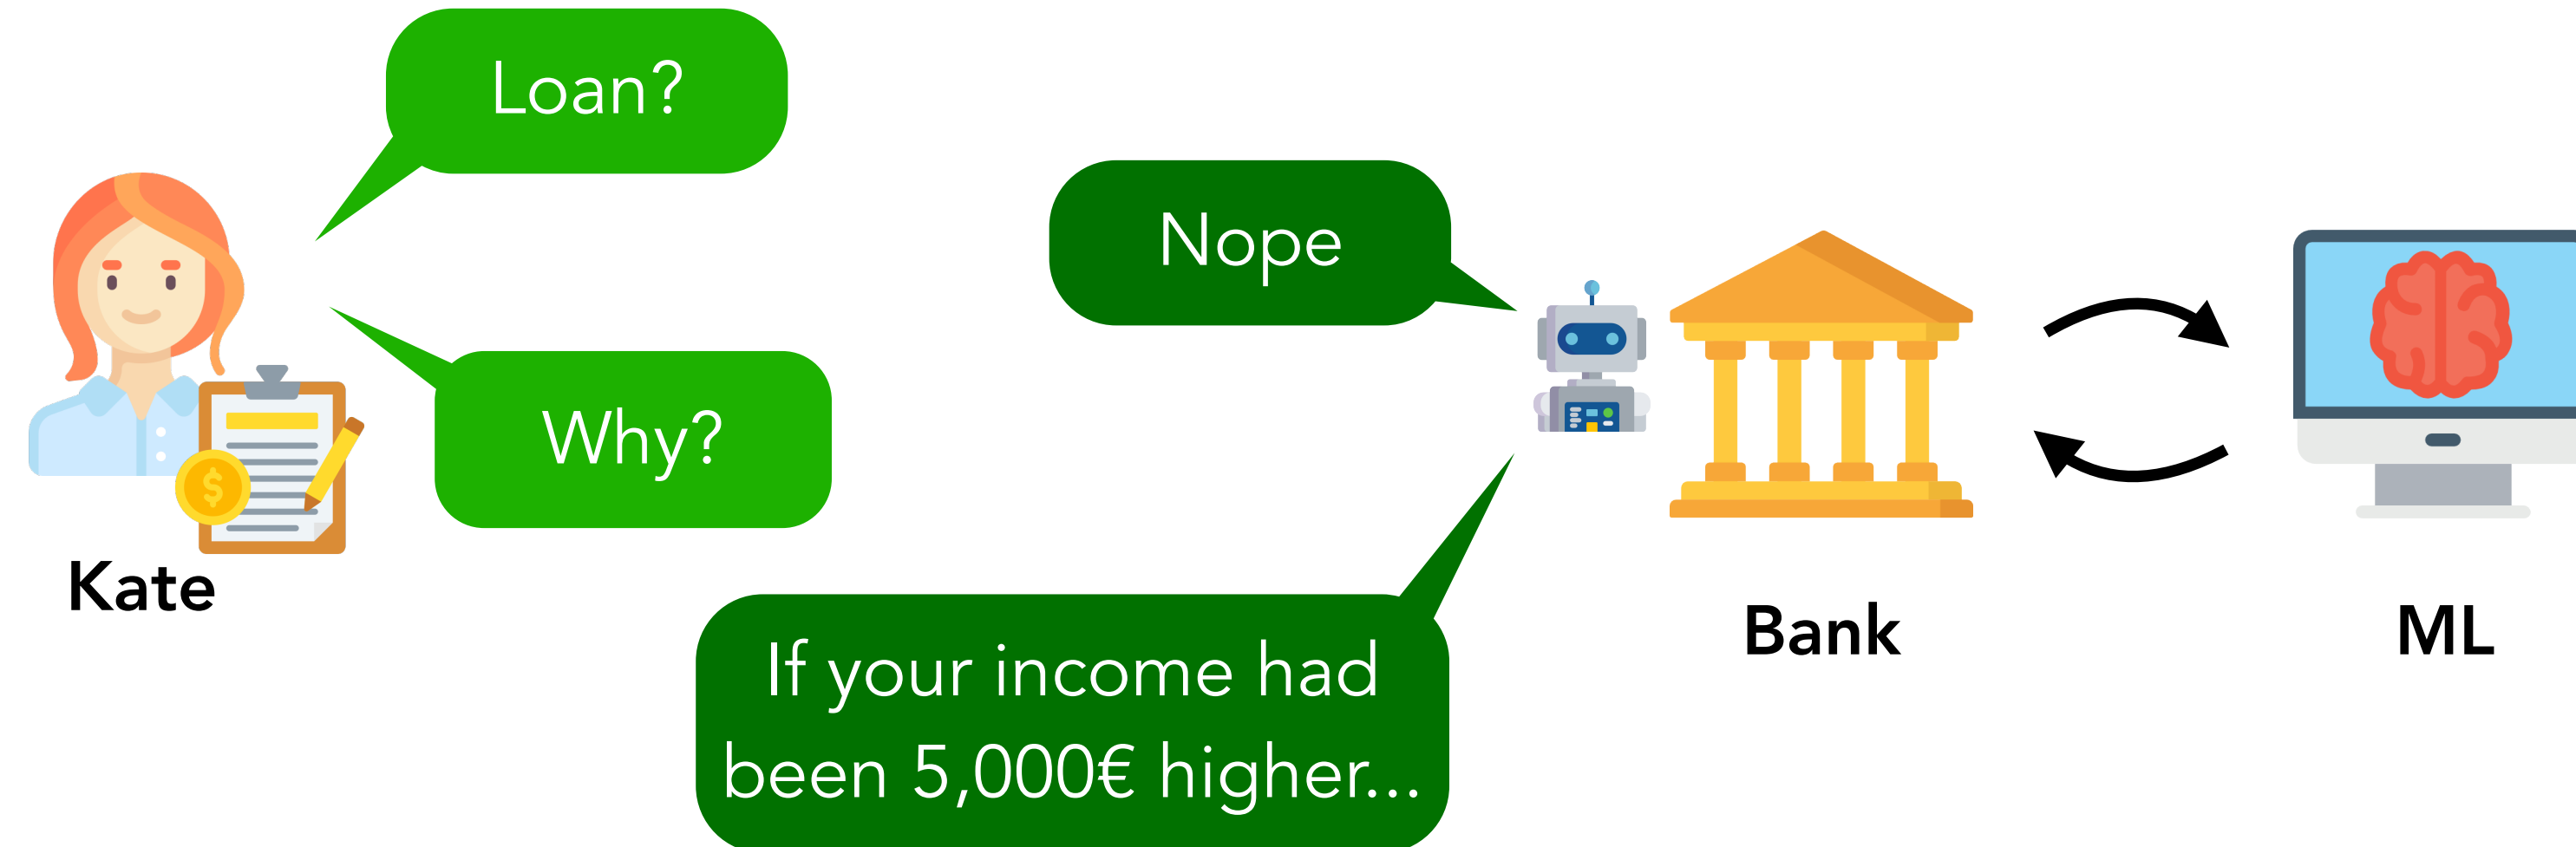 Loan?
Nope
Why?
If your income had
been 5,000€ higher...
Kate
Bank
ML